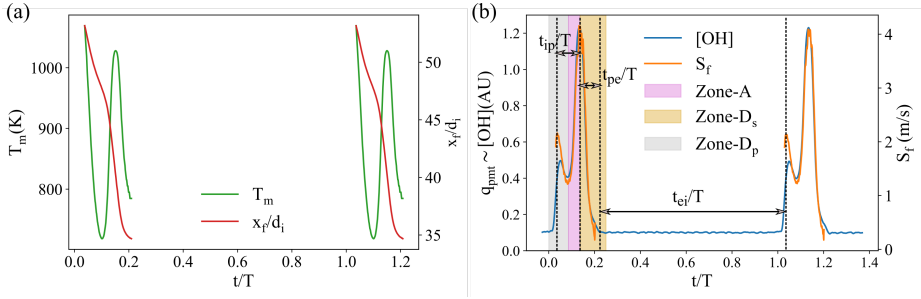 (a)
1000
900
800
T_m(K)
50
45
40
35
x_f/d_i
T_m
x_f/d_i
0.0 0.2 0.4 0.6 0.8 1.0 1.2
t/T
(b)
1.2
1.0
0.8
0.6
0.4
0.2
0.0
q_pmt ~ [OH](AU)
t_ip/T
t_pe/T
t_ei/T
[OH]
S_f
Zone-A
Zone-D_s
Zone-D_p
4
3
2
1
0
S_f (m/s)
0.0 0.2 0.4 0.6 0.8 1.0 1.2 1.4
t/T